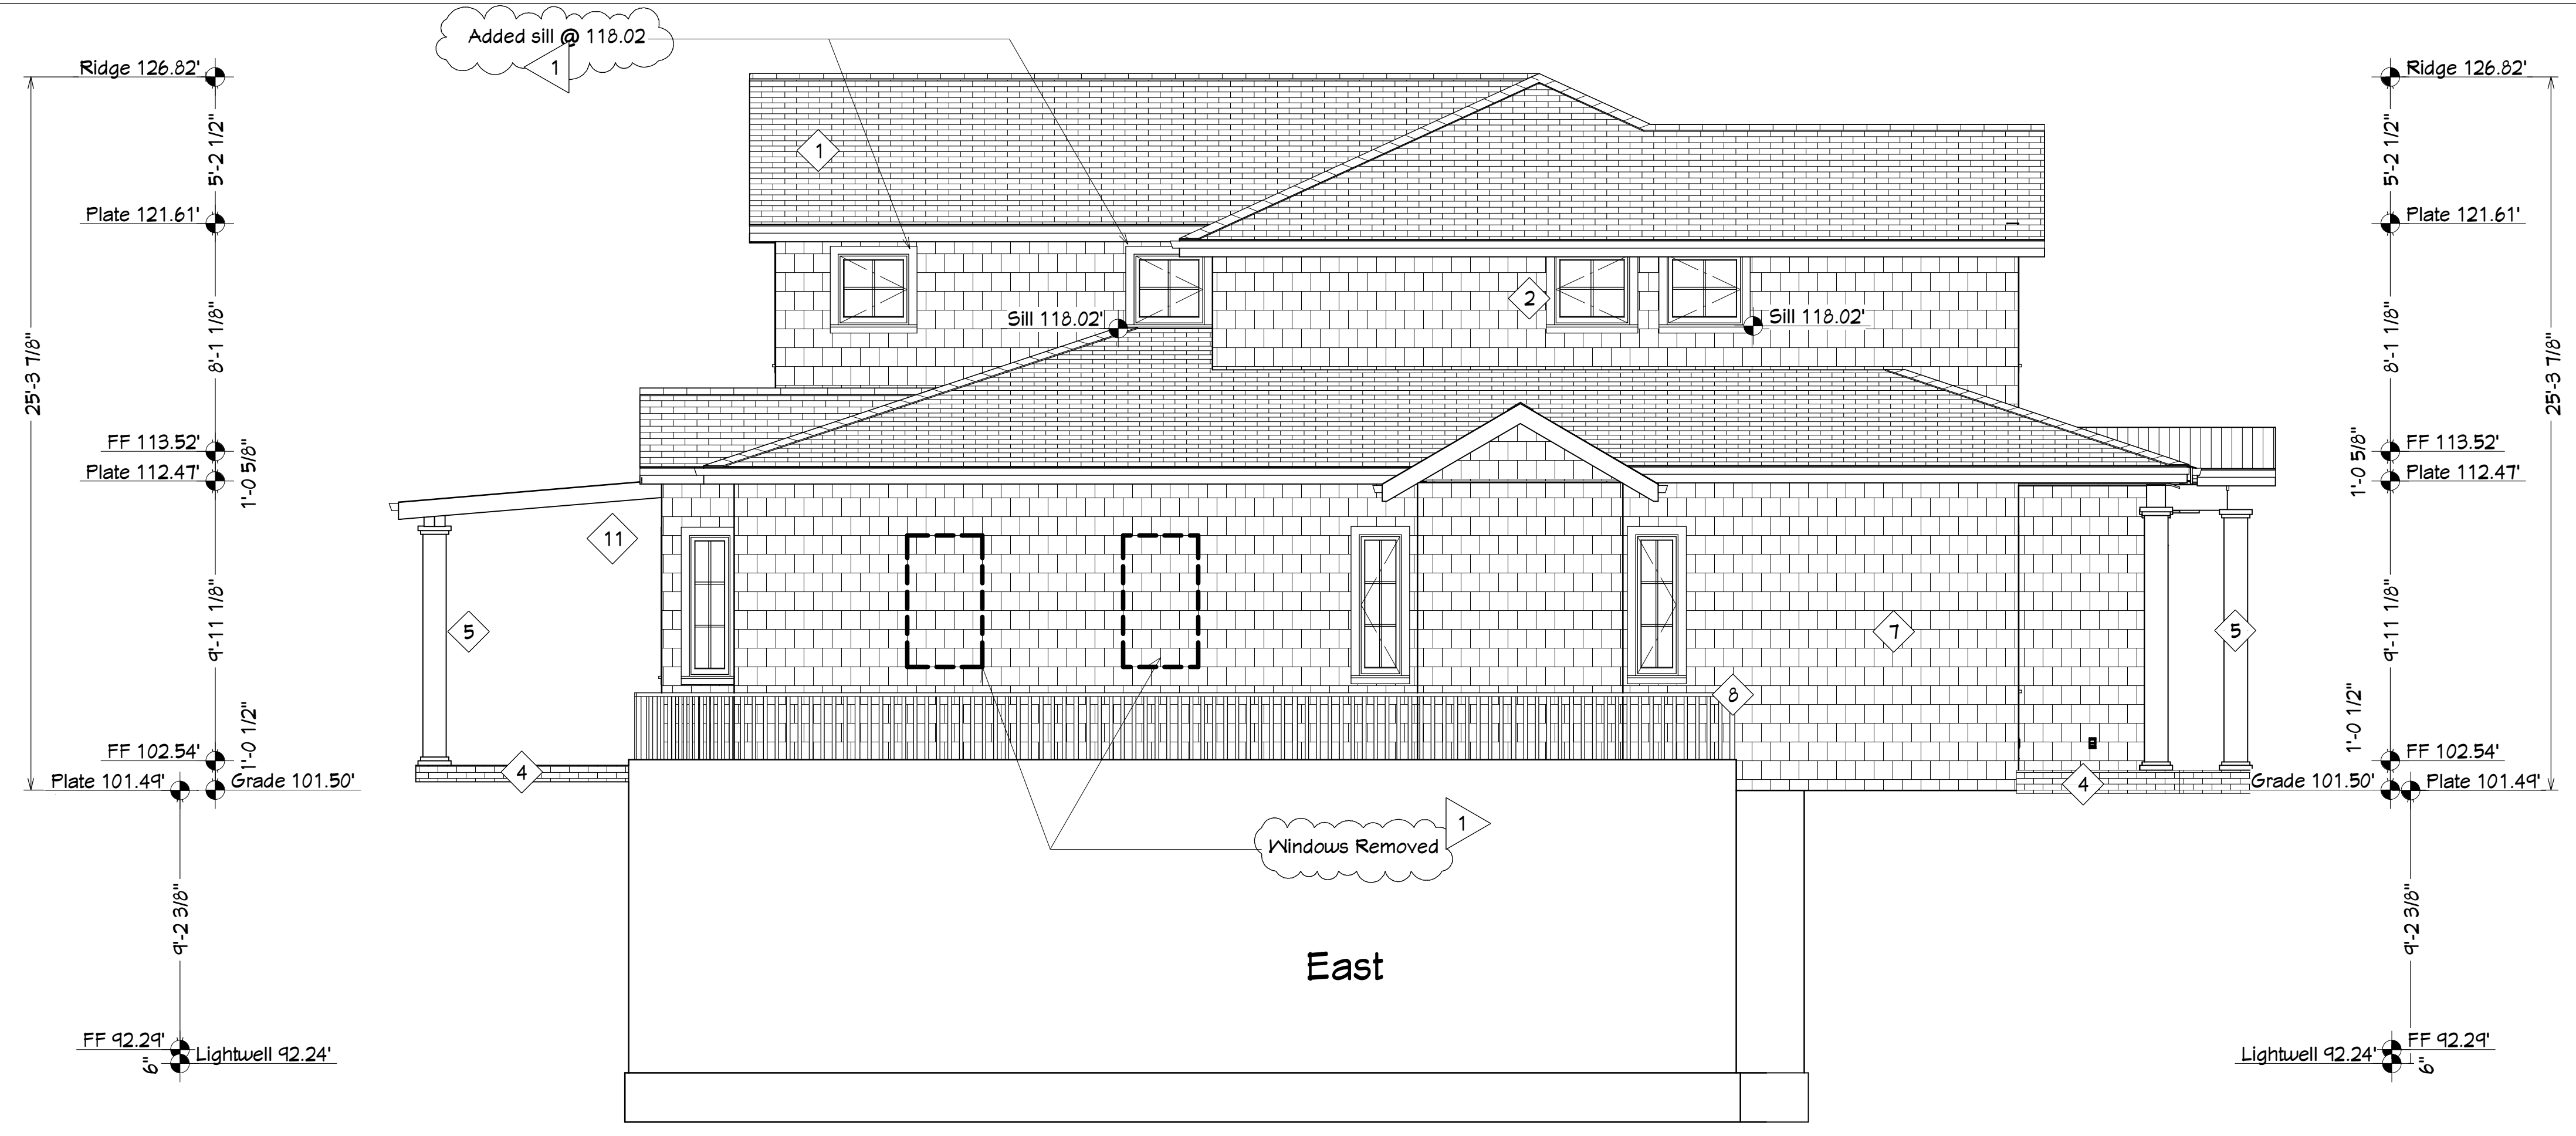 Added sill @ 118.02
1
Ridge 126.82'
Ridge 126.82'
5'-2 1/2"
5'-2 1/2"
1
Plate 121.61'
Plate 121.61'
8'-1 1/8"
8'-1 1/8"
2
Sill 118.02'
Sill 118.02'
25'-3 7/8"
25'-3 7/8"
FF 113.52'
FF 113.52'
1'-0 5/8"
1'-0 5/8"
Plate 112.47'
Plate 112.47'
11
9'-11 1/8"
9'-11 1/8"
5
7
5
8
1'-0 1/2"
1'-0 1/2"
FF 102.54'
FF 102.54'
4
4
Plate 101.49'
Grade 101.50'
Grade 101.50'
Plate 101.49'
1
Windows Removed
9'-2 3/8"
9'-2 3/8"
East
FF 92.29'
FF 92.29'
Lightwell 92.24'
Lightwell 92.24'
6"
6"